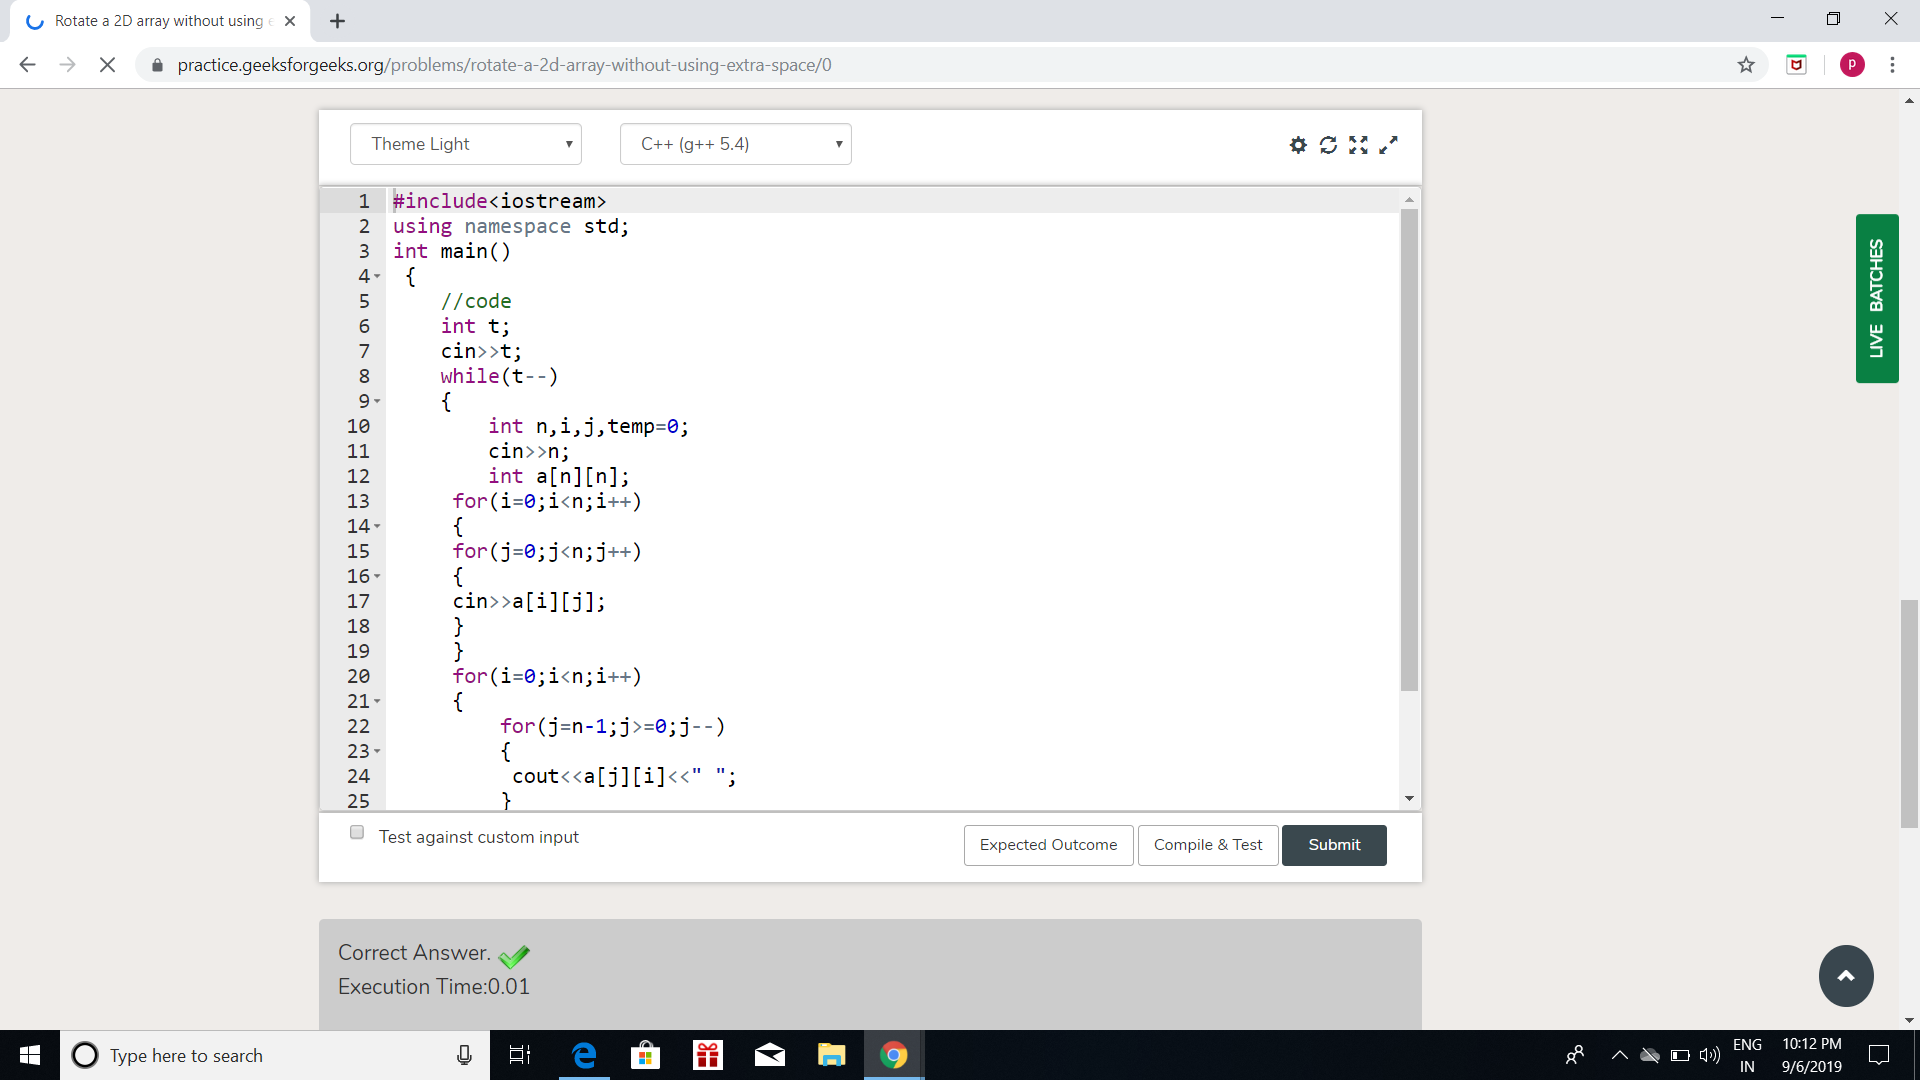 Rotate a 2D array without using e
practice.geeksforgeeks.org/problems/rotate-a-2d-array-without-using-extra-space/0
P
Theme Light
C++ (g++ 5.4)
1 #include<iostream>
2 using namespace std;
3 int main()
4 {
5 //code
6 int t;
7 cin>>t;
8 while(t--)
9 {
10 int n,i,j,temp=0;
11 cin>>n;
12 int a[n][n];
13 for(i=0;i<n;i++)
14 {
15 for(j=0;j<n;j++)
16 {
17 cin>>a[i][j];
18 }
19 }
20 for(i=0;i<n;i++)
21 {
22 for(j=n-1;j>=0;j--)
23 {
24 cout<<a[j][i]<<" ";
25 }
LIVE BATCHES
Test against custom input
Expected Outcome
Compile & Test
Submit
Correct Answer.
Execution Time:0.01
Type here to search
ENG
IN
10:12 PM
9/6/2019